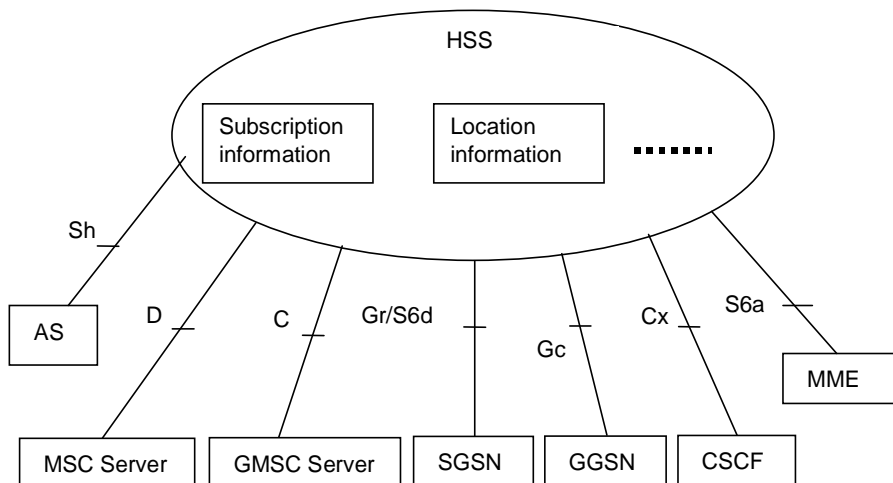 HSS
Subscription
information
Location
information
Sh
D
C
Gr/S6d
Gc
Cx
S6a
AS
MME
MSC Server
GMSC Server
SGSN
GGSN
CSCF